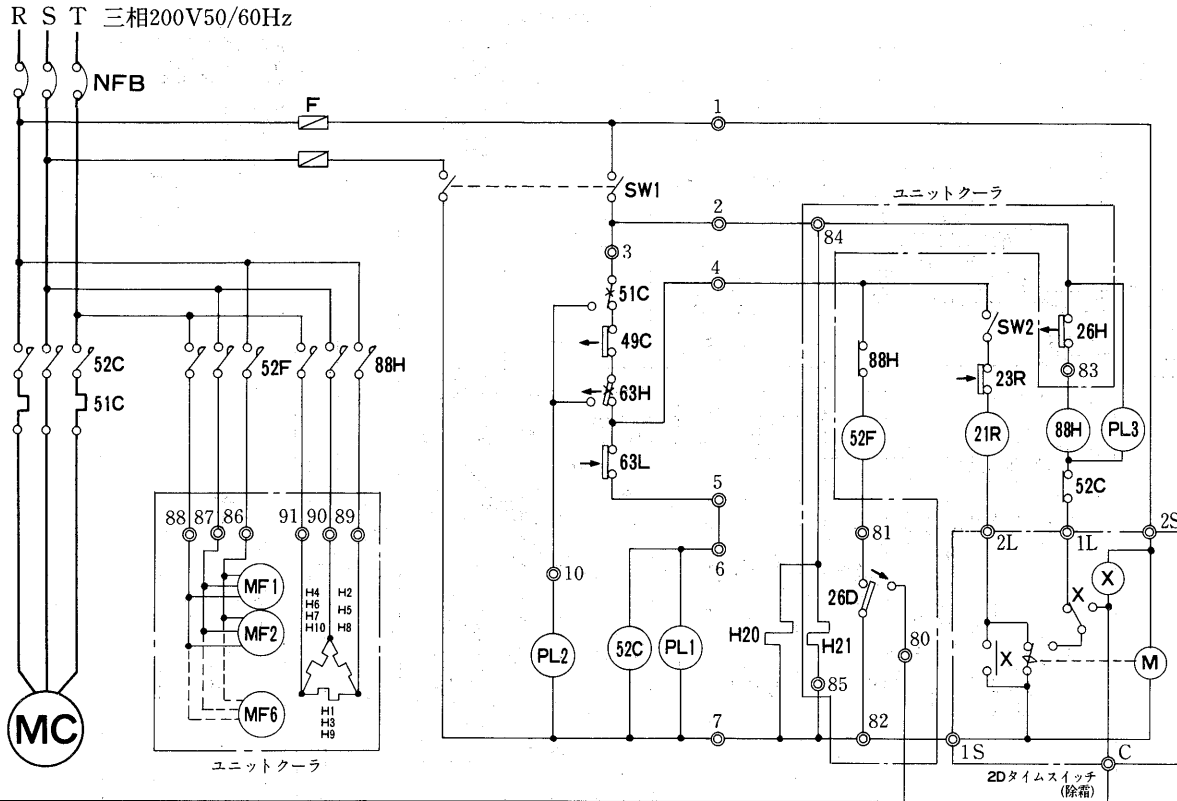 R S T 三相200V50/60Hz
NFB
F
1
SW1
ユニットクーラ
2
84
3
4
51C
SW2
26H
52C
52F
88H
49C
88H
83
23R
51C
63H
52F
21R
88H
PL3
63L
52C
5
88 87 86 91 90 89
81
2L
1L
2S
6
X
MF1
H4
H6
H7
H10
H2
H5
H8
10
26D
X
MF2
H20
H21
80
X
PL2
52C
PL1
M
MF6
85
H1
H3
H9
MC
7
82
1S
C
ユニットクーラ
2Dタイムスイッチ
(除霜)